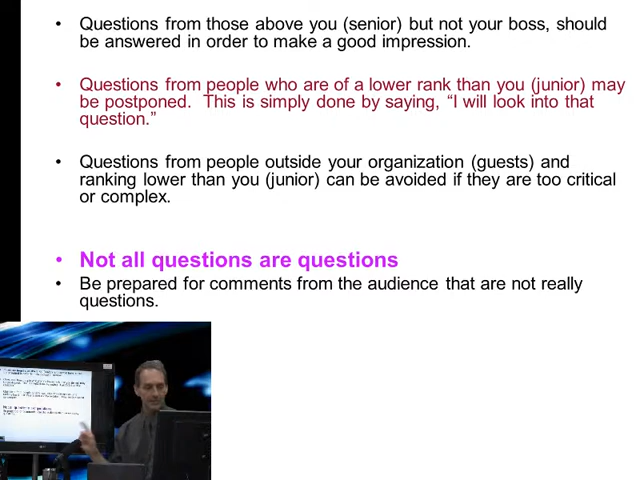 • Questions from those above you (senior) but not your boss, should
be answered in order to make a good impression.
• Questions from people who are of a lower rank than you (junior) may
be postponed. This is simply done by saying, “I will look into that
question.”
• Questions from people outside your organization (guests) and
ranking lower than you (junior) can be avoided if they are too critical
or complex.
• Not all questions are questions
• Be prepared for comments from the audience that are not really
questions.